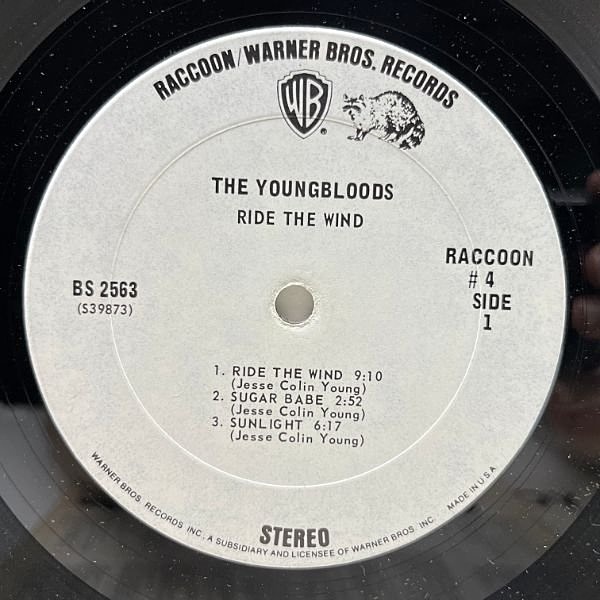 RACCOON/WARNER BROS. RECORDS
WB
®
THE YOUNGBLOODS
RIDE THE WIND
BS 2563
(S39873)
RACCOON
# 4
SIDE
1
1. RIDE THE WIND 9:10
(Jesse Colin Young)
2. SUGAR BABE 2:52
(Jesse Colin Young)
3. SUNLIGHT 6:17
(Jesse Colin Young)
STEREO
WARNER BROS. RECORDS INC., A SUBSIDIARY AND LICENSEE OF WARNER BROS. INC. MADE IN U.S.A.